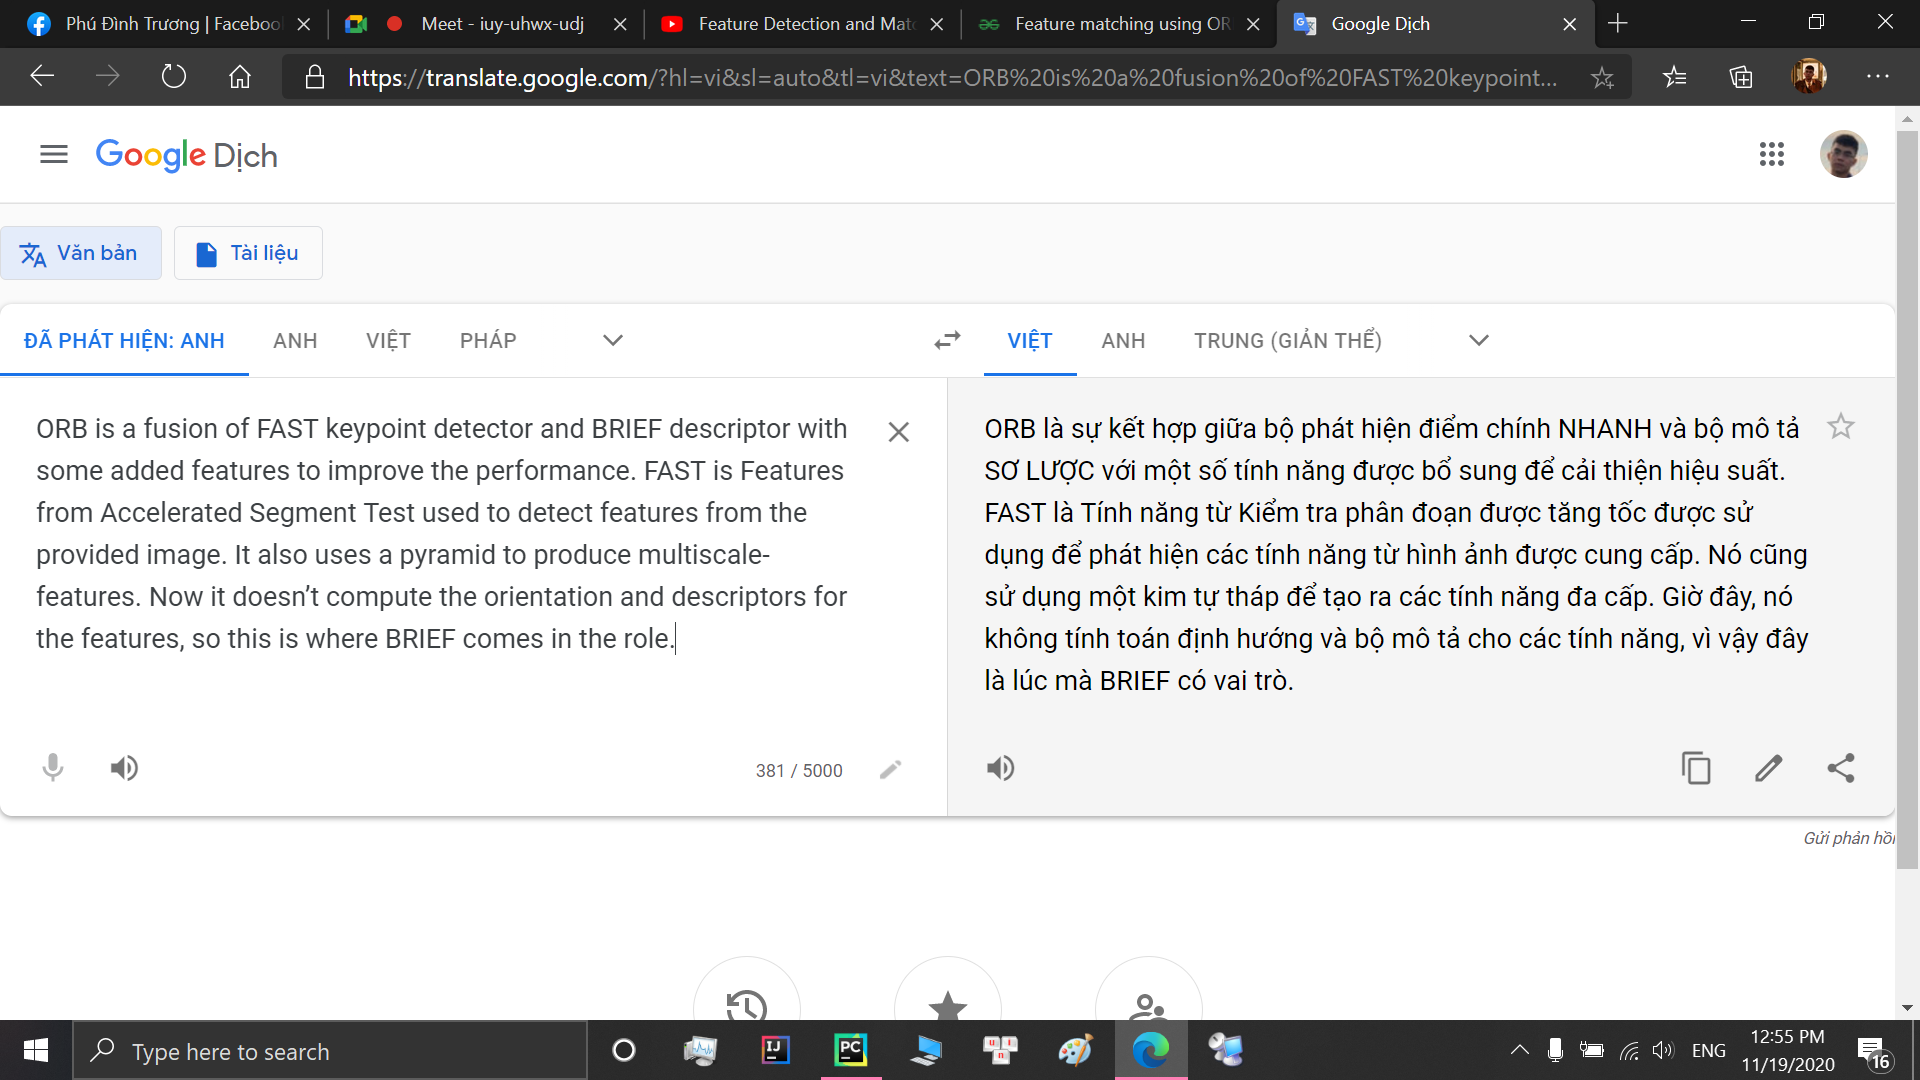 Phú Đình Trương | Faceboo
Meet - iuy-uhwx-udj
Feature Detection and Matc
Feature matching using OR
Google Dịch
https://translate.google.com/?hl=vi&sl=auto&tl=vi&text=ORB%20is%20a%20fusion%20of%20FAST%20keypoint...
Google Dịch
Văn bản
Tài liệu
ĐÃ PHÁT HIỆN: ANH
ANH
VIỆT
PHÁP
VIỆT
ANH
TRUNG (GIẢN THỂ)
ORB is a fusion of FAST keypoint detector and BRIEF descriptor with
some added features to improve the performance. FAST is Features
from Accelerated Segment Test used to detect features from the
provided image. It also uses a pyramid to produce multiscale-
features. Now it doesn’t compute the orientation and descriptors for
the features, so this is where BRIEF comes in the role.
381 / 5000
ORB là sự kết hợp giữa bộ phát hiện điểm chính NHANH và bộ mô tả
SƠ LƯỢC với một số tính năng được bổ sung để cải thiện hiệu suất.
FAST là Tính năng từ Kiểm tra phân đoạn được tăng tốc được sử
dụng để phát hiện các tính năng từ hình ảnh được cung cấp. Nó cũng
sử dụng một kim tự tháp để tạo ra các tính năng đa cấp. Giờ đây, nó
không tính toán định hướng và bộ mô tả cho các tính năng, vì vậy đây
là lúc mà BRIEF có vai trò.
Gửi phản hồi
Type here to search
IJ
PC
u i
n
ENG
12:55 PM
11/19/2020
16